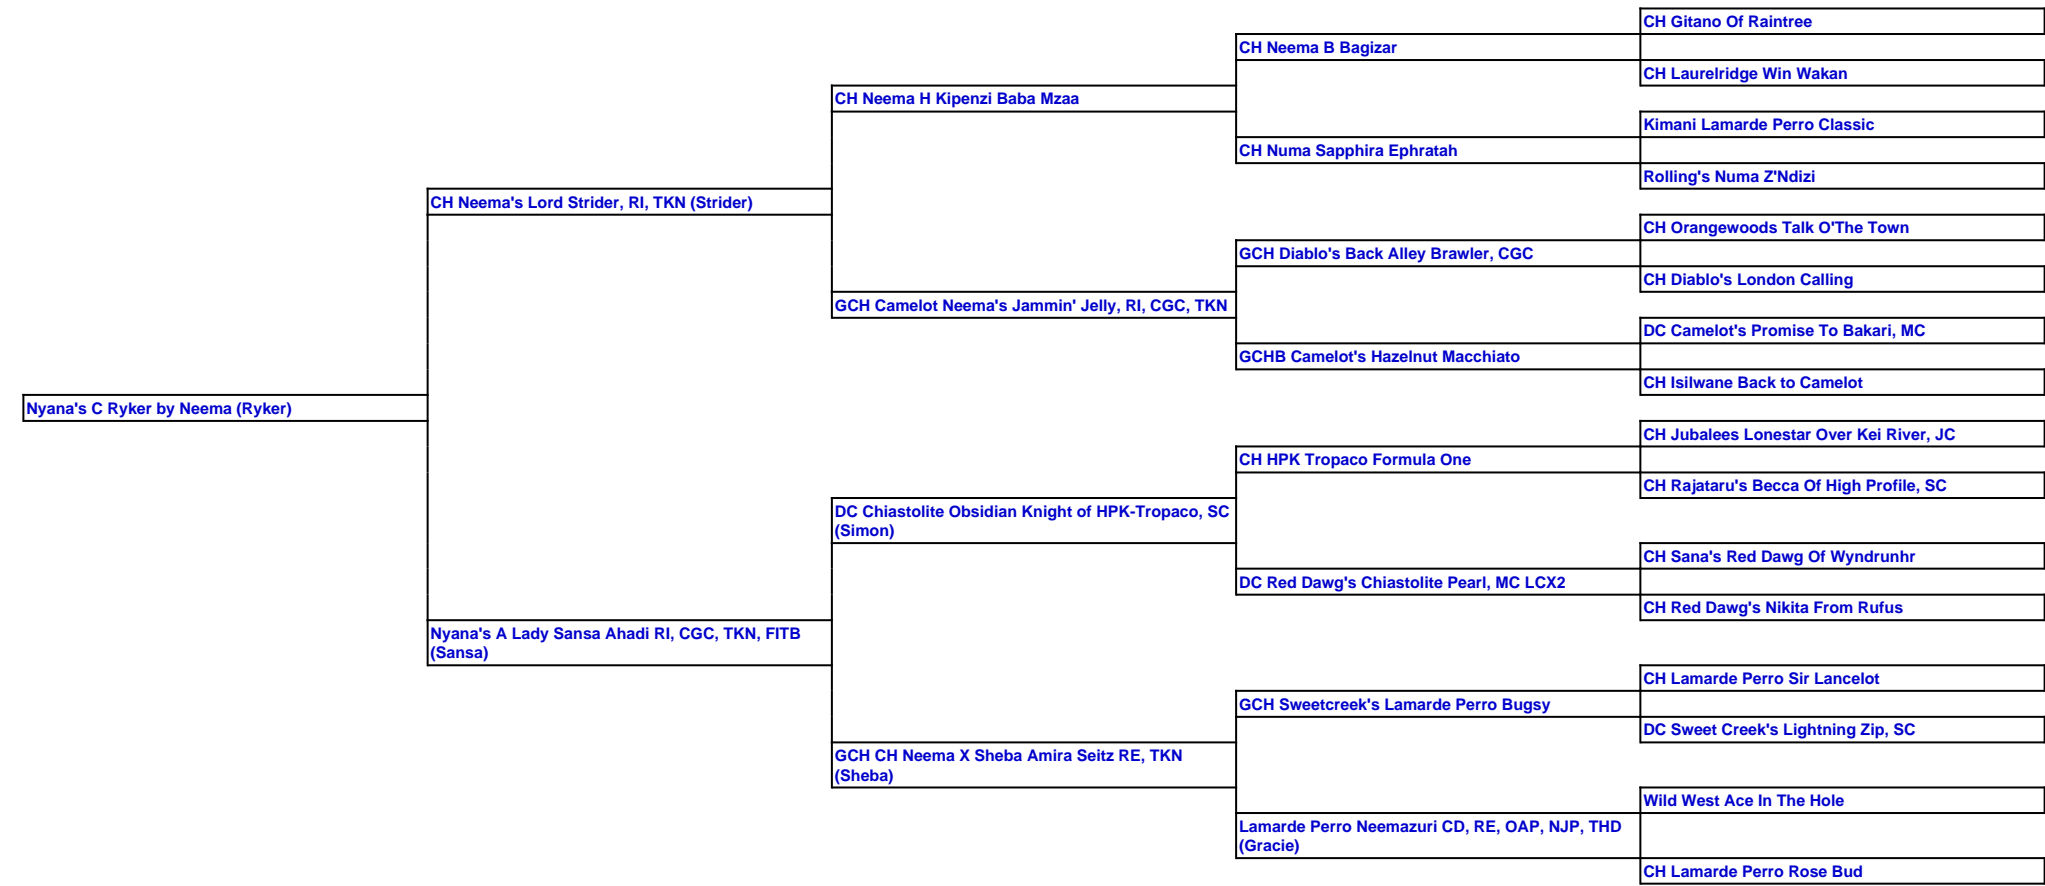 CH Gitano Of Raintree
CH Neema B Bagizar
CH Laurelridge Win Wakan
CH Neema H Kipenzi Baba Mzaa
Kimani Lamarde Perro Classic
CH Numa Sapphira Ephratah
Rolling's Numa Z'Ndizi
CH Neema's Lord Strider, RI, TKN (Strider)
CH Orangewoods Talk O'The Town
GCH Diablo's Back Alley Brawler, CGC
CH Diablo's London Calling
GCH Camelot Neema's Jammin' Jelly, RI, CGC, TKN
DC Camelot's Promise To Bakari, MC
GCHB Camelot's Hazelnut Macchiato
CH Isilwane Back to Camelot
Nyana's C Ryker by Neema (Ryker)
CH Jubalees Lonestar Over Kei River, JC
CH HPK Tropaco Formula One
CH Rajataru's Becca Of High Profile, SC
DC Chiastolite Obsidian Knight of HPK-Tropaco, SC
(Simon)
CH Sana's Red Dawg Of Wyndrunhr
DC Red Dawg's Chiastolite Pearl, MC LCX2
CH Red Dawg's Nikita From Rufus
Nyana's A Lady Sansa Ahadi RI, CGC, TKN, FITB
(Sansa)
CH Lamarde Perro Sir Lancelot
GCH Sweetcreek's Lamarde Perro Bugsy
DC Sweet Creek's Lightning Zip, SC
GCH CH Neema X Sheba Amira Seitz RE, TKN
(Sheba)
Wild West Ace In The Hole
Lamarde Perro Neemazuri CD, RE, OAP, NJP, THD
(Gracie)
CH Lamarde Perro Rose Bud